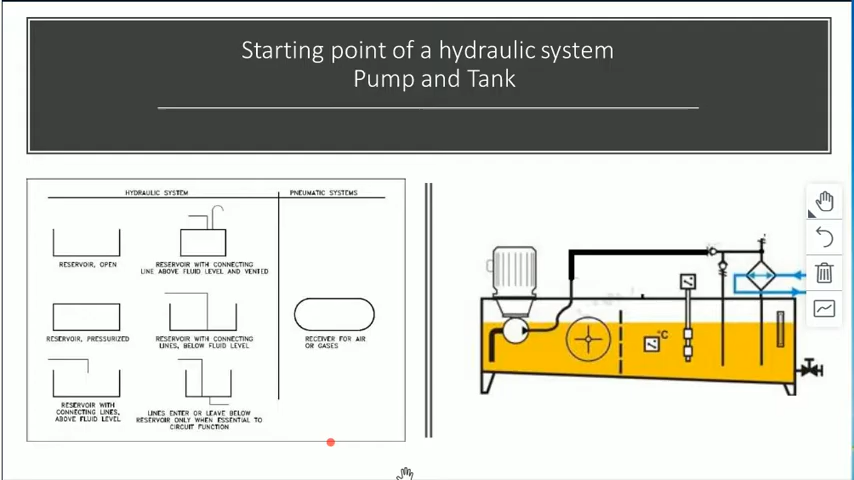 Starting point of a hydraulic system
Pump and Tank
HYDRAULIC SYSTEM
PNEUMATIC SYSTEMS
RESERVOIR, OPEN
RESERVOIR WITH CONNECTING
LINE ABOVE FLUID LEVEL AND VENTED
RESERVOIR, PRESSURIZED
RESERVOIR WITH CONNECTING
LINES, BELOW FLUID LEVEL
RECEIVER FOR AIR
OR GASES
RESERVOIR WITH
CONNECTING LINES,
ABOVE FLUID LEVEL
LINES ENTER OR LEAVE BELOW
RESERVOIR ONLY WHEN ESSENTIAL TO
CIRCUIT FUNCTION
°C